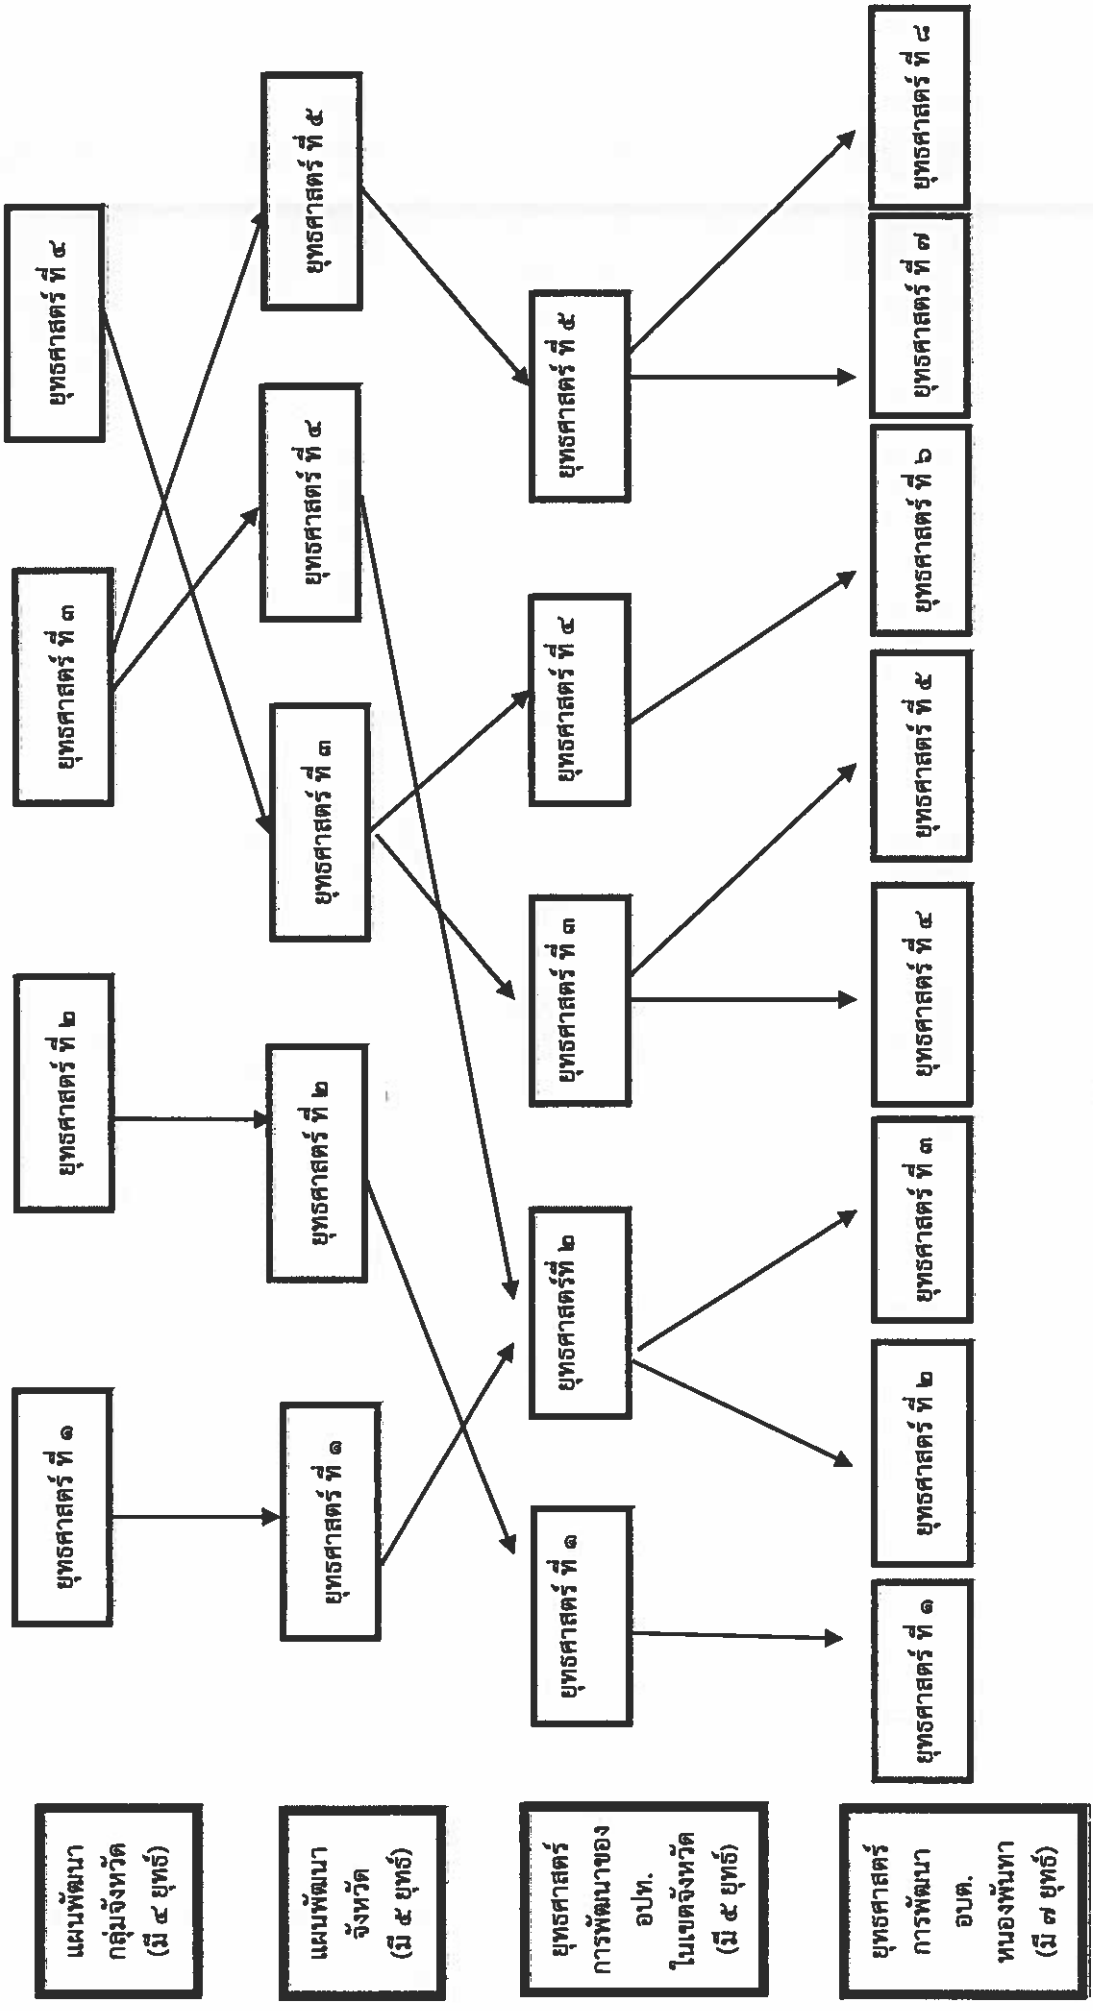 แผนพัฒนา
กลุ่มจังหวัด
(มี ๔ ยุทธ์)
ยุทธศาสตร์ ที่ ๑
ยุทธศาสตร์ ที่ ๒
ยุทธศาสตร์ ที่ ๓
ยุทธศาสตร์ ที่ ๔
แผนพัฒนา
จังหวัด
(มี ๕ ยุทธ์)
ยุทธศาสตร์ ที่ ๑
ยุทธศาสตร์ ที่ ๒
ยุทธศาสตร์ ที่ ๓
ยุทธศาสตร์ ที่ ๔
ยุทธศาสตร์ ที่ ๕
ยุทธศาสตร์
การพัฒนาของ
อปท.
ในเขตจังหวัด
(มี ๕ ยุทธ์)
ยุทธศาสตร์ ที่ ๑
ยุทธศาสตร์ที่ ๒
ยุทธศาสตร์ ที่ ๓
ยุทธศาสตร์ ที่ ๔
ยุทธศาสตร์ ที่ ๕
ยุทธศาสตร์
การพัฒนา
อบต.
หนองพันทา
(มี ๗ ยุทธ์)
ยุทธศาสตร์ ที่ ๑
ยุทธศาสตร์ ที่ ๒
ยุทธศาสตร์ ที่ ๓
ยุทธศาสตร์ ที่ ๔
ยุทธศาสตร์ ที่ ๕
ยุทธศาสตร์ ที่ ๖
ยุทธศาสตร์ ที่ ๗
ยุทธศาสตร์ ที่ ๘